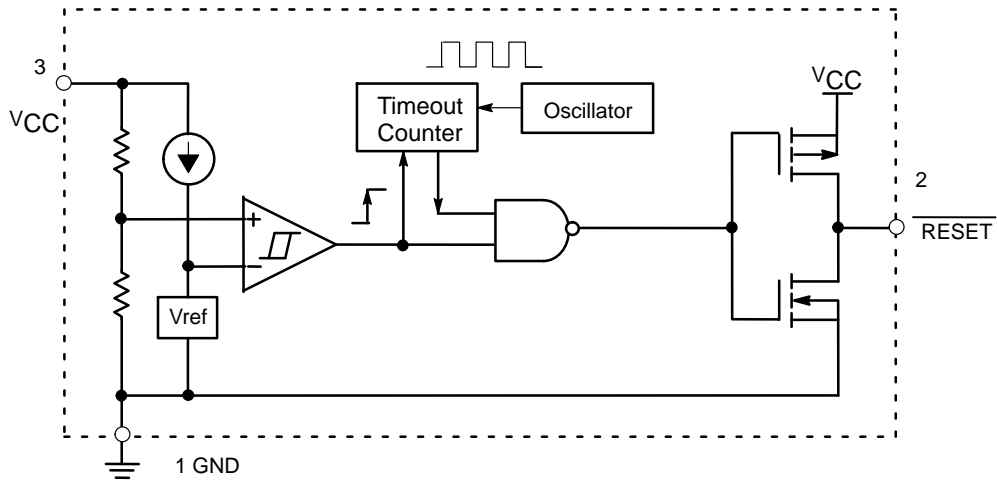 3
VCC
Timeout
Counter
Oscillator
VCC
+
−
Vref
2
RESET
1 GND